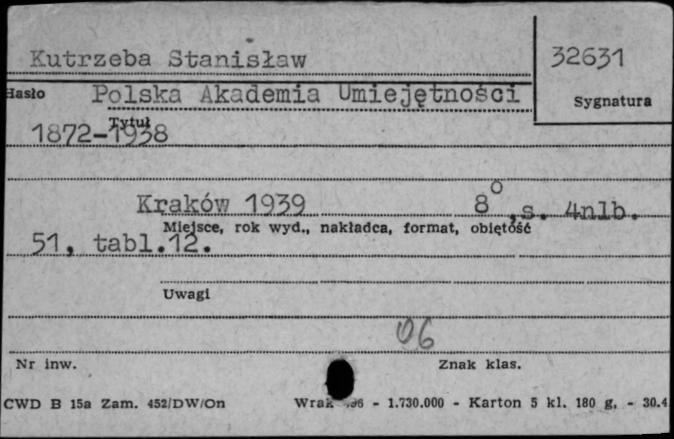 Kutrzeba Stanisław
32631
Hasło Polska Akademia Umiejętności
Sygnatura
Tytuł
1872-1938
Kraków 1939 8° ,s. 4nlb.
Miejsce, rok wyd., nakładca, format, objętość
51, tabl.12.
Uwagi
06
Nr inw. Znak klas.
CWD B 15a Zam. 452/DW/On - 1.730.000 - Karton 5 kl. 180 g, - 30.4